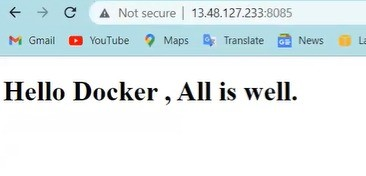 Not secure | 13.48.127.233:8085
Gmail YouTube Maps Translate News
Hello Docker , All is well.